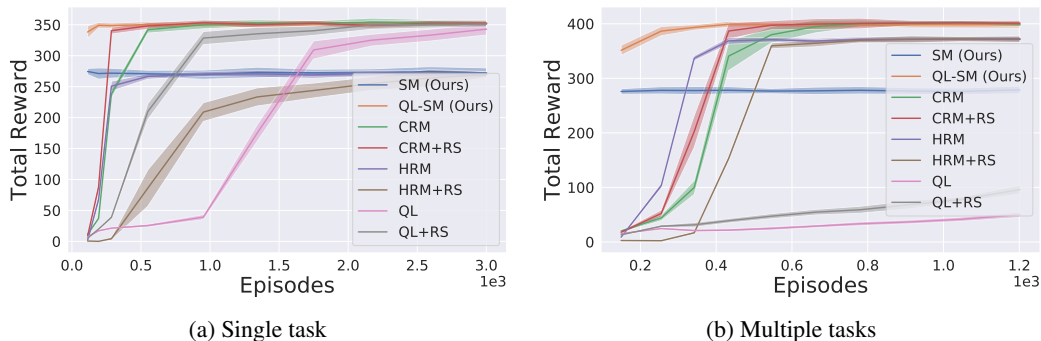 Total Reward
350
300
250
200
150
100
50
0
SM (Ours)
QL-SM (Ours)
CRM
CRM+RS
HRM
HRM+RS
QL
QL+RS
0.0 0.5 1.0 1.5 2.0 2.5 3.0
1e3
Episodes
(a) Single task
Total Reward
400
300
200
100
0
SM (Ours)
QL-SM (Ours)
CRM
CRM+RS
HRM
HRM+RS
QL
QL+RS
0.2 0.4 0.6 0.8 1.0 1.2
1e3
Episodes
(b) Multiple tasks